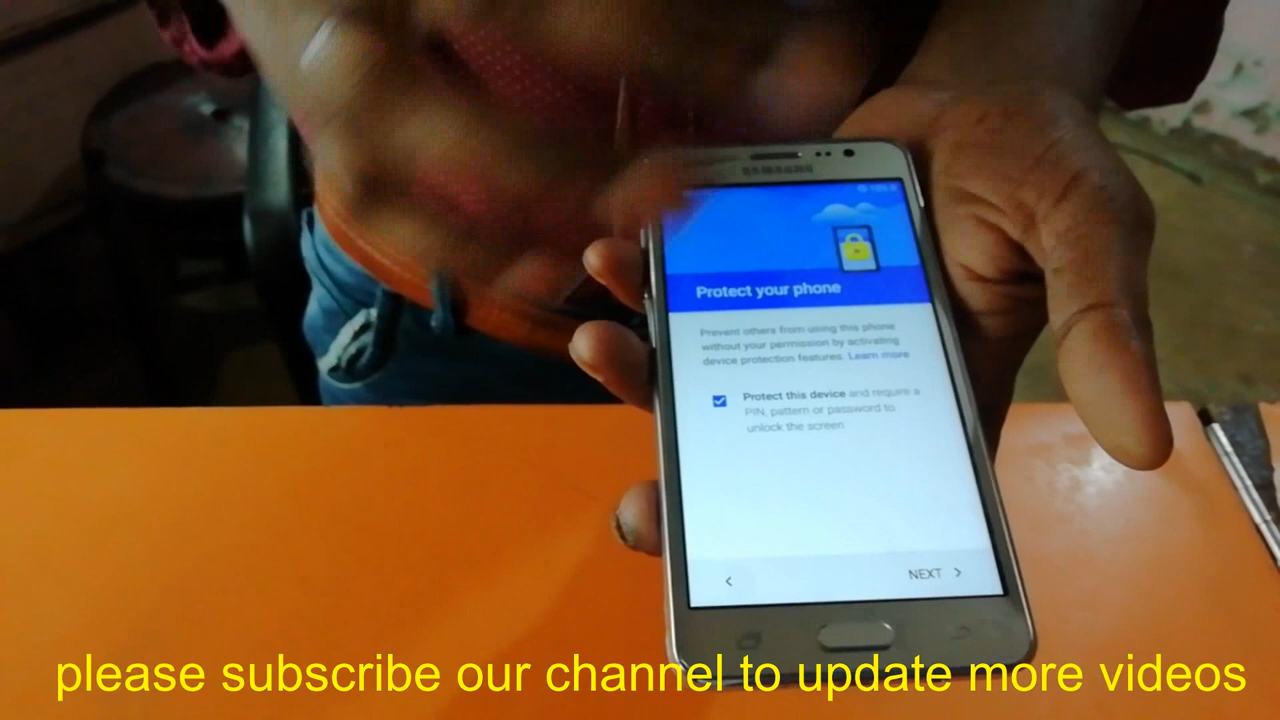 SAMSUNG
Protect your phone
Prevent others from using this phone
without your permission by activating
device protection features. Learn more
Protect this device and require a
PIN, pattern or password to
unlock the screen
NEXT
please subscribe our channel to update more videos